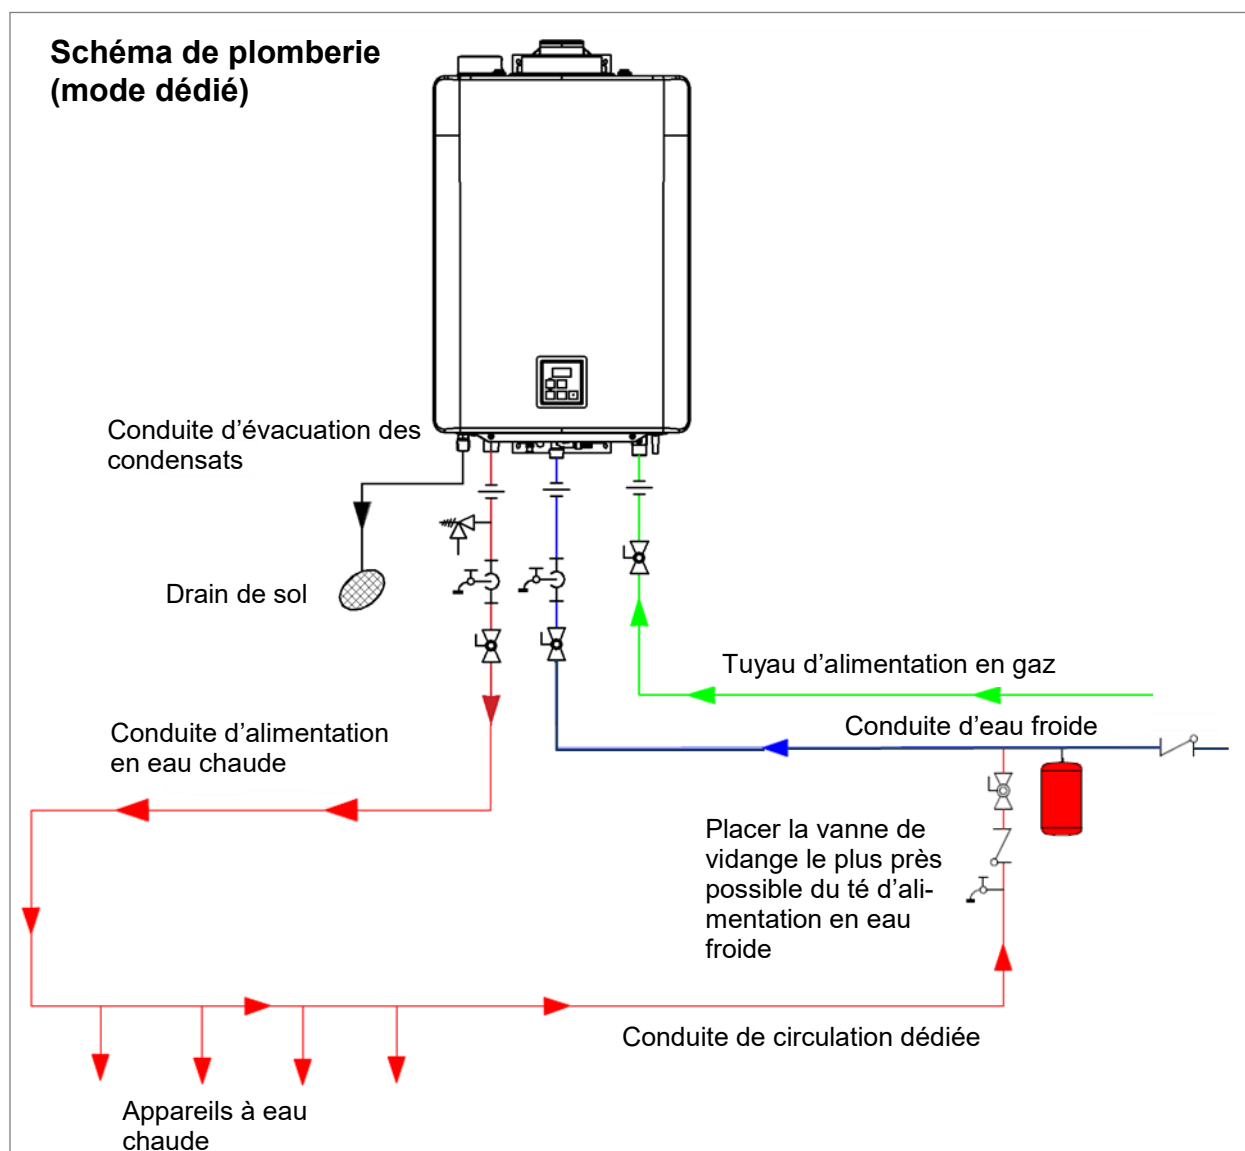 Schéma de plomberie
(mode dédié)
Conduite d’évacuation des
condensats
Drain de sol
Tuyau d’alimentation en gaz
Conduite d’eau froide
Conduite d’alimentation
en eau chaude
Placer la vanne de
vidange le plus près
possible du té d’ali-
mentation en eau
froide
Conduite de circulation dédiée
Appareils à eau
chaude